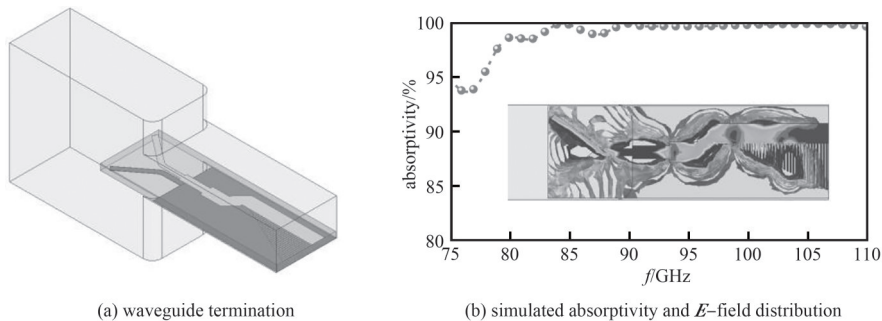 100
95
90
85
80
absorptivity/%
75 80 85 90 95 100 105 110
f/GHz
(a) waveguide termination
(b) simulated absorptivity and E-field distribution